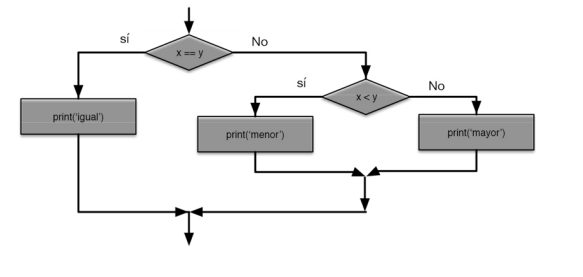 sí
No
x == y
sí
No
x < y
print('igual')
print('menor')
print('mayor')